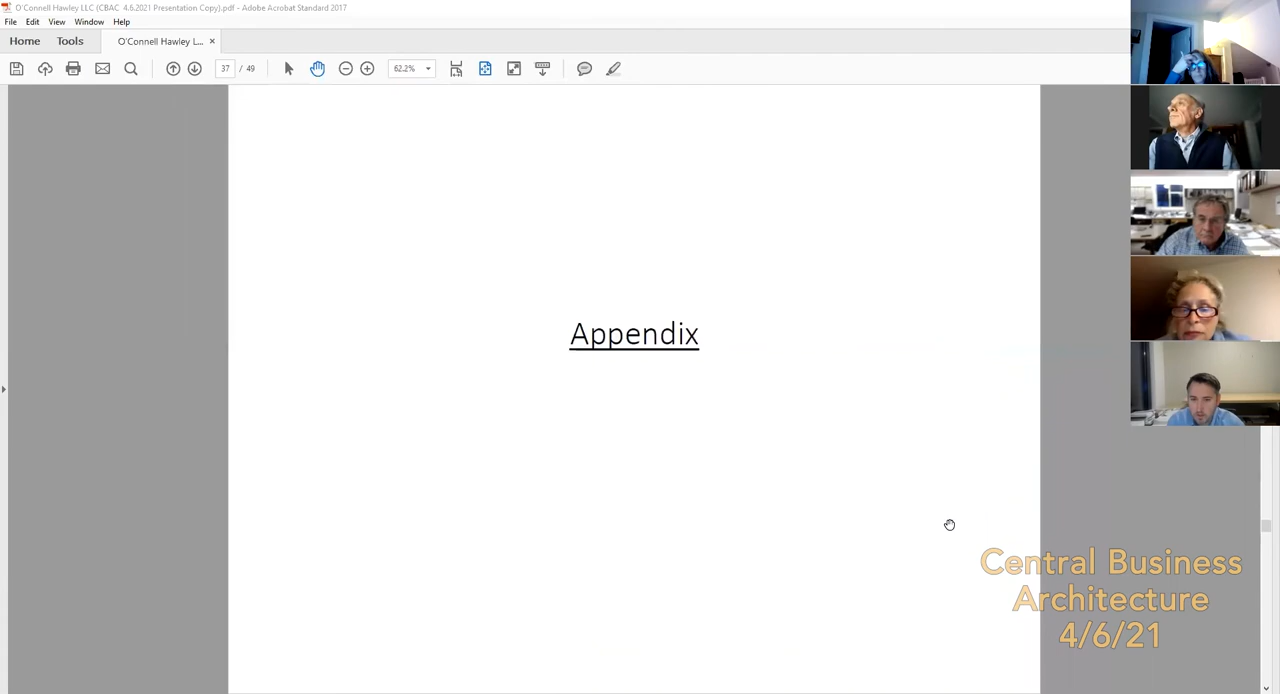 O'Connell Hawley LLC (CBAC 4.6.2021 Presentation Copy).pdf - Adobe Acrobat Standard 2017
File Edit View Window Help
Home Tools O'Connell Hawley L... ×
37 / 49 62.2%
Appendix
Central Business
Architecture
4/6/21